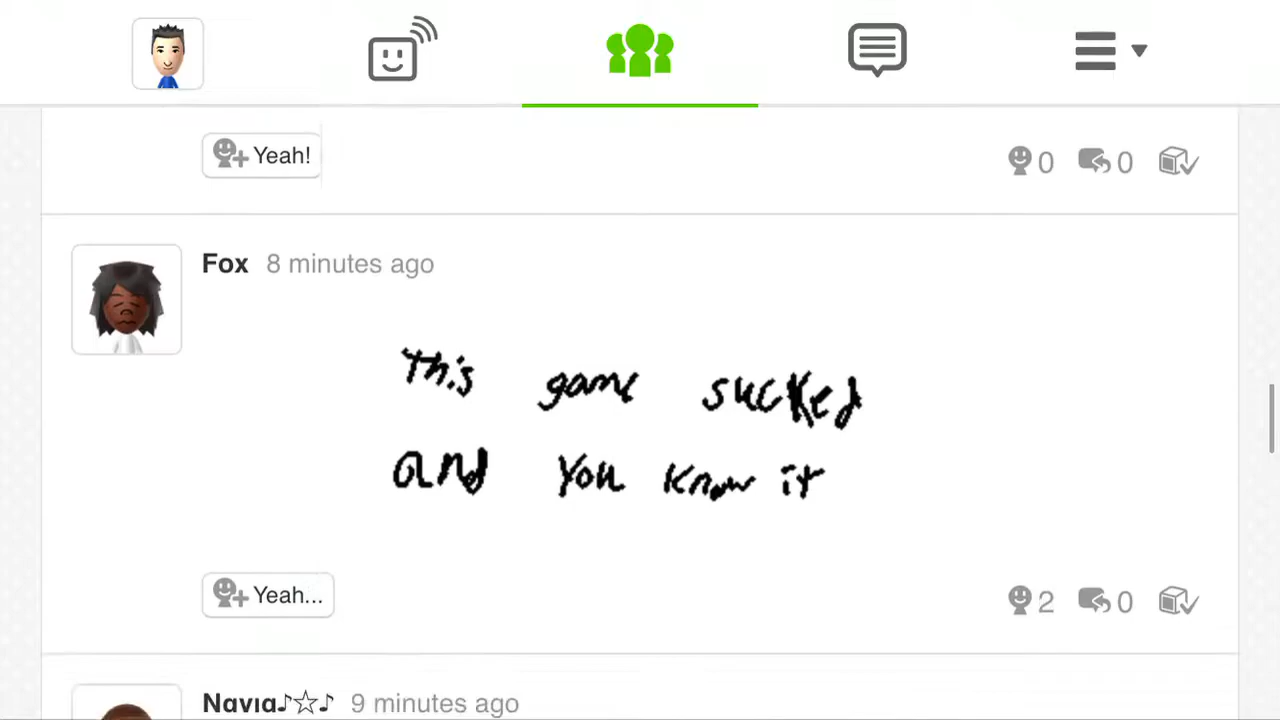 Yeah!
0
0
Fox 8 minutes ago
This game sucked
and you know it
Yeah...
2
0
Navıa♪☆♪ 9 minutes ago